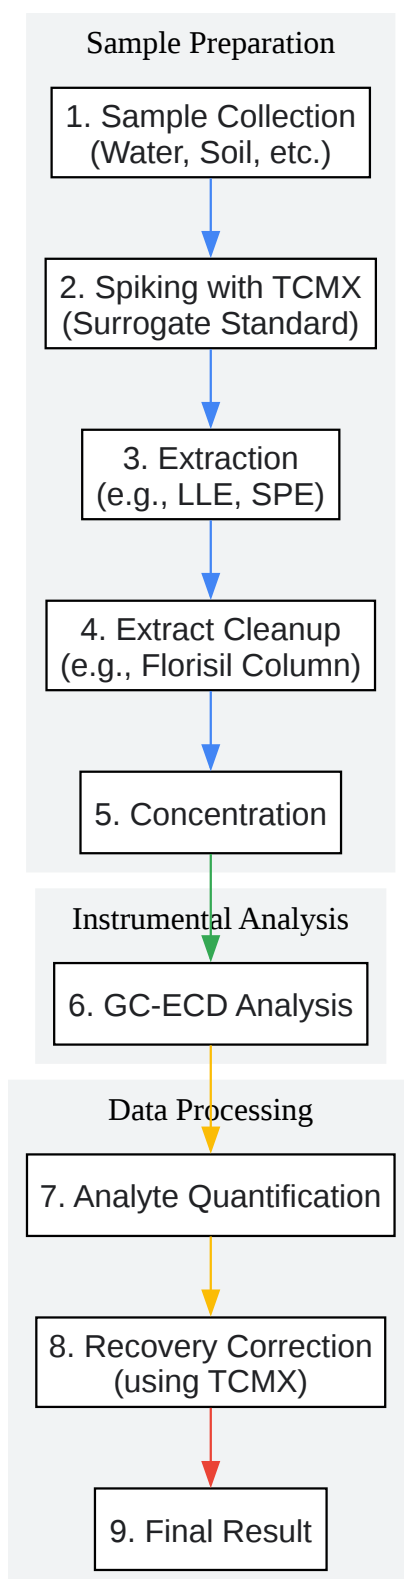 Sample Preparation
1. Sample Collection
(Water, Soil, etc.)
2. Spiking with TCMX
(Surrogate Standard)
3. Extraction
(e.g., LLE, SPE)
4. Extract Cleanup
(e.g., Florisil Column)
5. Concentration
Instrumental Analysis
6. GC-ECD Analysis
Data Processing
7. Analyte Quantification
8. Recovery Correction
(using TCMX)
9. Final Result